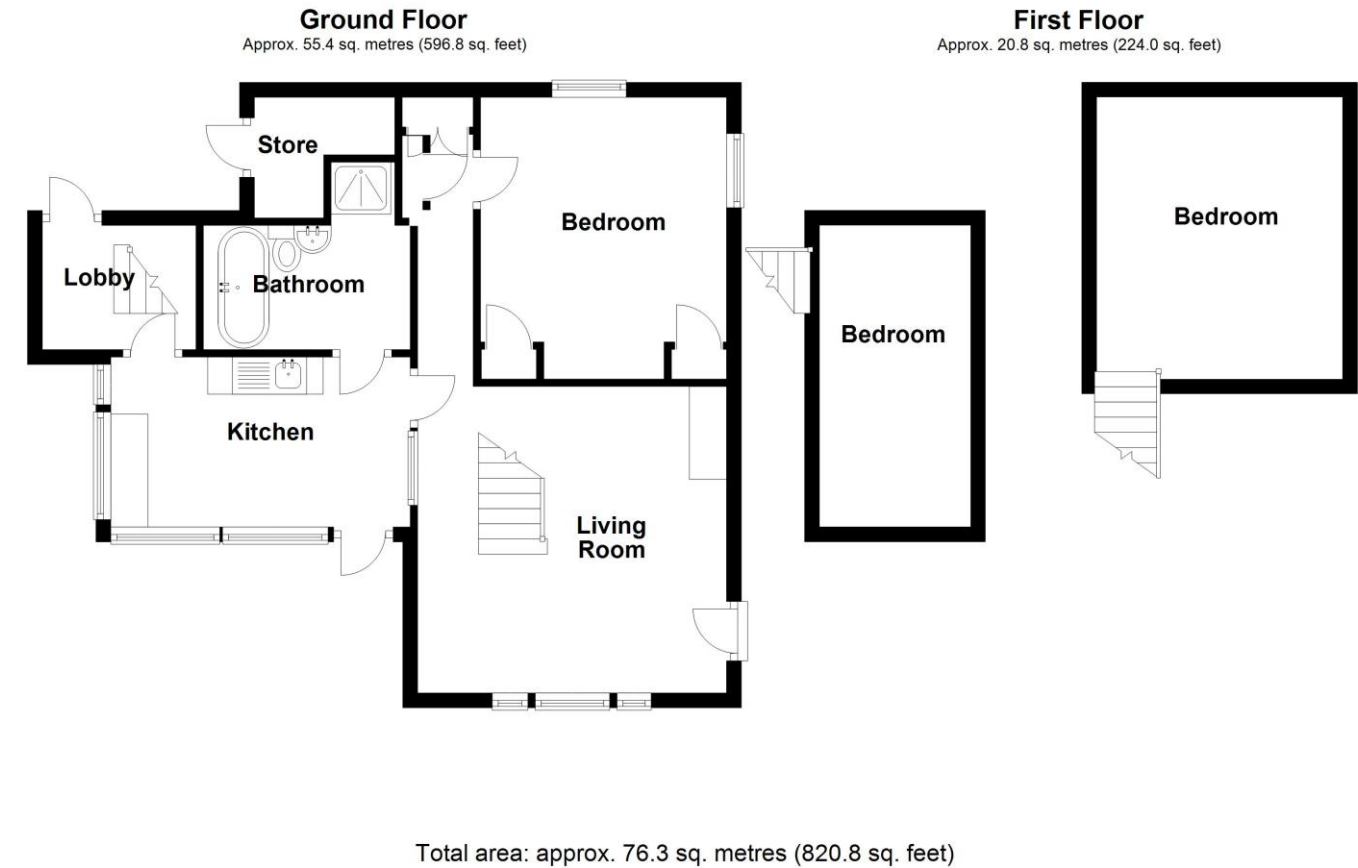 Ground Floor
Approx. 55.4 sq. metres (596.8 sq. feet)
First Floor
Approx. 20.8 sq. metres (224.0 sq. feet)
Store
Bedroom
Bedroom
Lobby
Bathroom
Bedroom
Kitchen
Living
Room
Total area: approx. 76.3 sq. metres (820.8 sq. feet)